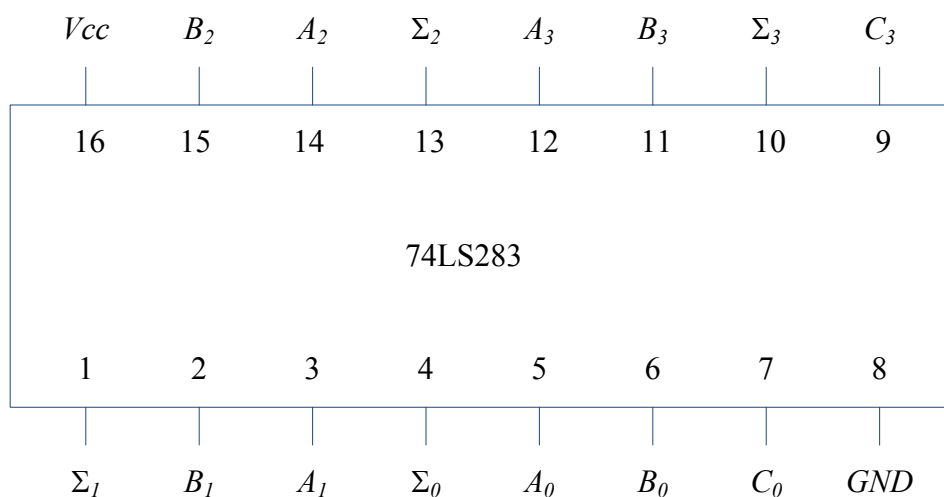 Vcc B₂ A₂ Σ₂ A₃ B₃ Σ₃ C₃
16 15 14 13 12 11 10 9
74LS283
1 2 3 4 5 6 7 8
Σ₁ B₁ A₁ Σ₀ A₀ B₀ C₀ GND